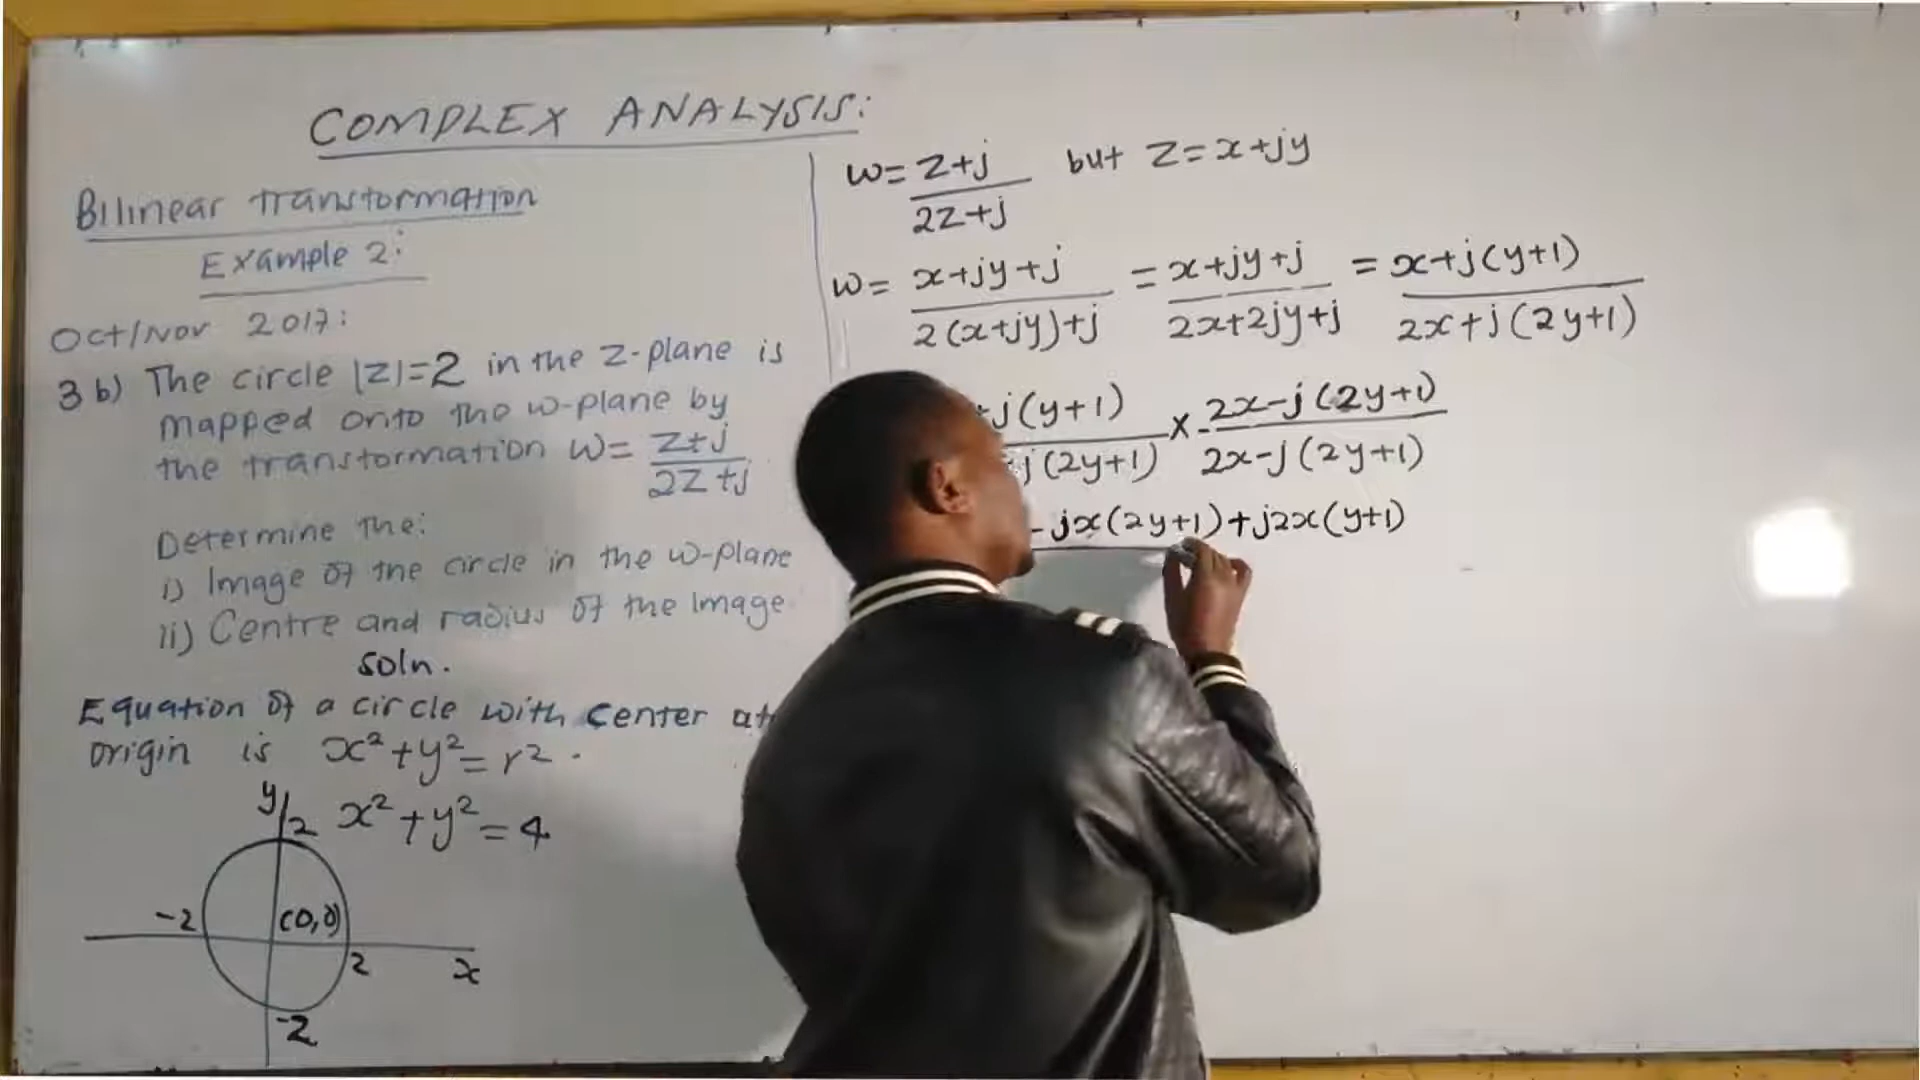 COMPLEX ANALYSIS:
Bilinear transformation
Example 2:
Oct/Nov 2017:
3 b) The circle |z|=2 in the z-plane is
mapped onto the w-plane by
the transformation w= z+j
2z+j
Determine the:
i) Image of the circle in the w-plane
ii) Centre and radius of the Image
soln.
Equation of a circle with center at
origin is x²+y²=r².
y
2 x²+y²=4
-2 (0,0)
2 x
-2
w= z+j but z=x+jy
2z+j
w= x+jy+j = x+jy+j = x+j(y+1)
2(x+jy)+j 2x+2jy+j 2x+j(2y+1)
+j(y+1) x 2x-j(2y+1)
j(2y+1) 2x-j(2y+1)
-jx(2y+1)+j2x(y+1)